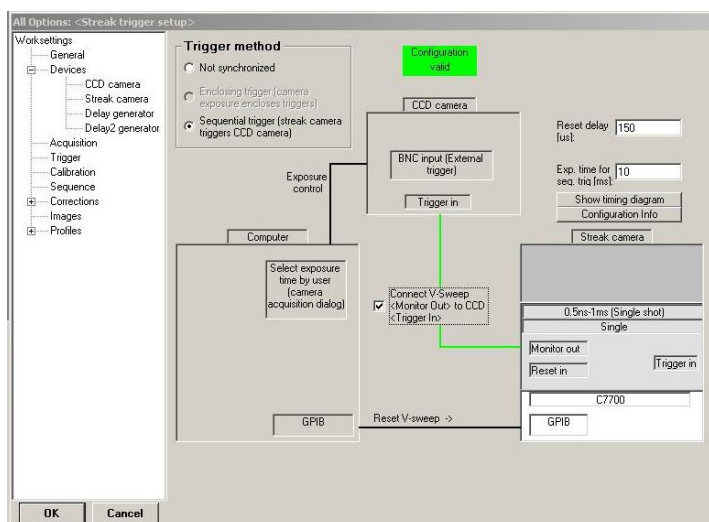 All Options: <Streak trigger setup>
Worksettings
General
Devices
CCD camera
Streak camera
Delay generator
Delay2 generator
Acquisition
Trigger
Calibration
Sequence
Corrections
Images
Profiles
Trigger method
Not synchronized
Enclosing trigger (camera
exposure encloses triggers)
Sequential trigger (streak camera
triggers CCD camera)
Configuration
valid
CCD camera
BNC input (External
trigger)
Trigger in
Reset delay
[us]:
150
Exp. time for
seq. trig [ms]:
10
Show timing diagram
Configuration Info
Exposure
control
Computer
Select exposure
time by user
(camera
acquisition dialog)
GPIB
Connect V-Sweep
<Monitor Out> to CCD
<Trigger In>
Reset V-sweep ->
Streak camera
0.5ns-1ms (Single shot)
Single
Monitor out
Reset in
Trigger in
C7700
GPIB
OK
Cancel